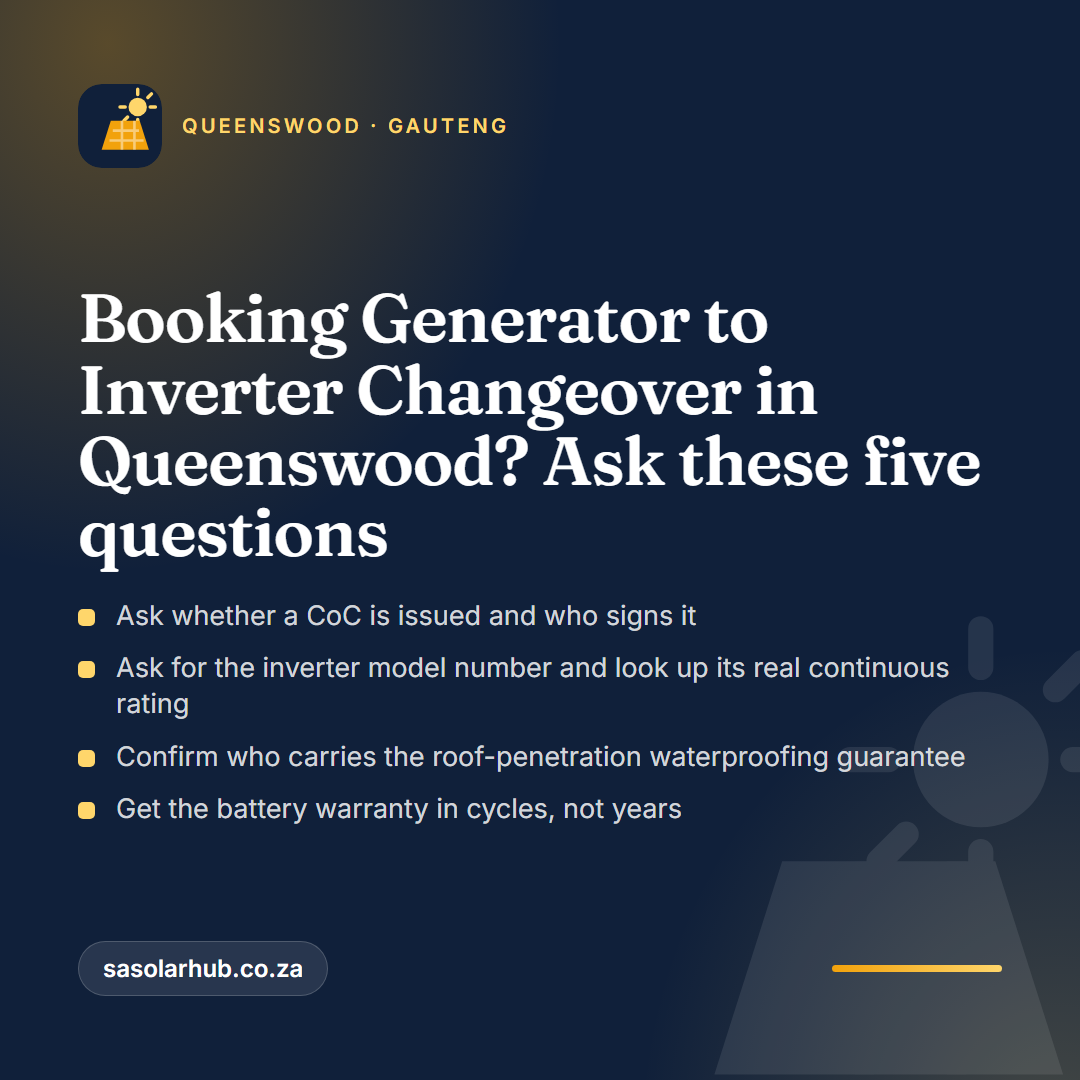 QUEENSWOOD · GAUTENG
Booking Generator to
Inverter Changeover in
Queenswood? Ask these five
questions
Ask whether a CoC is issued and who signs it
Ask for the inverter model number and look up its real continuous
rating
Confirm who carries the roof-penetration waterproofing guarantee
Get the battery warranty in cycles, not years
sasolarhub.co.za